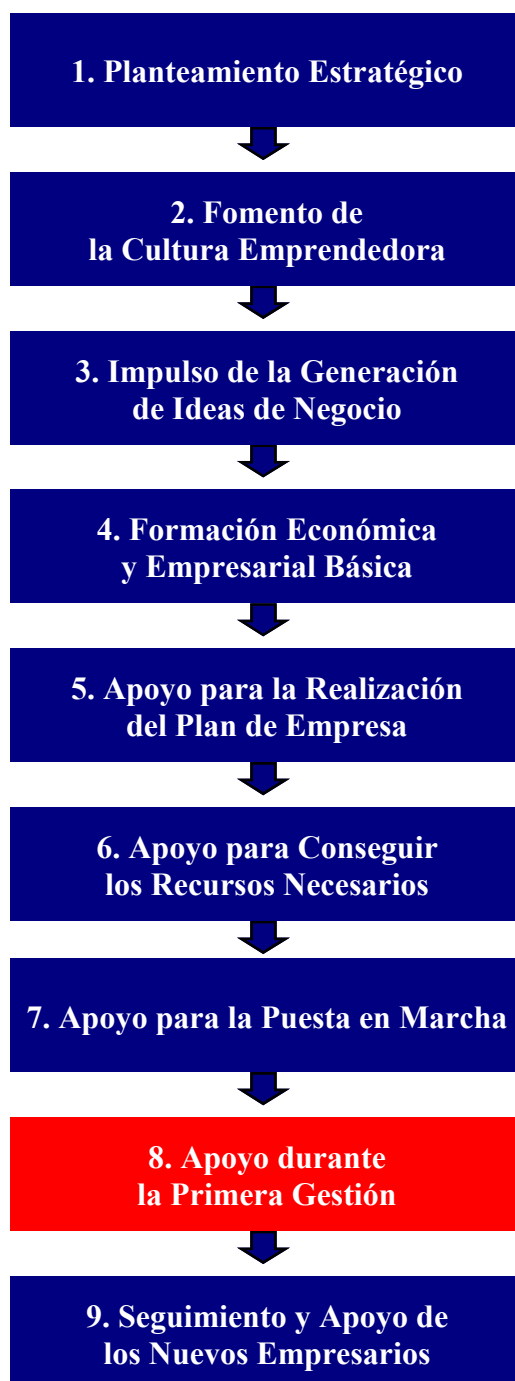 1. Planteamiento Estratégico
2. Fomento de
la Cultura Emprendedora
3. Impulso de la Generación
de Ideas de Negocio
4. Formación Económica
y Empresarial Básica
5. Apoyo para la Realización
del Plan de Empresa
6. Apoyo para Conseguir
los Recursos Necesarios
7. Apoyo para la Puesta en Marcha
8. Apoyo durante
la Primera Gestión
9. Seguimiento y Apoyo de
los Nuevos Empresarios